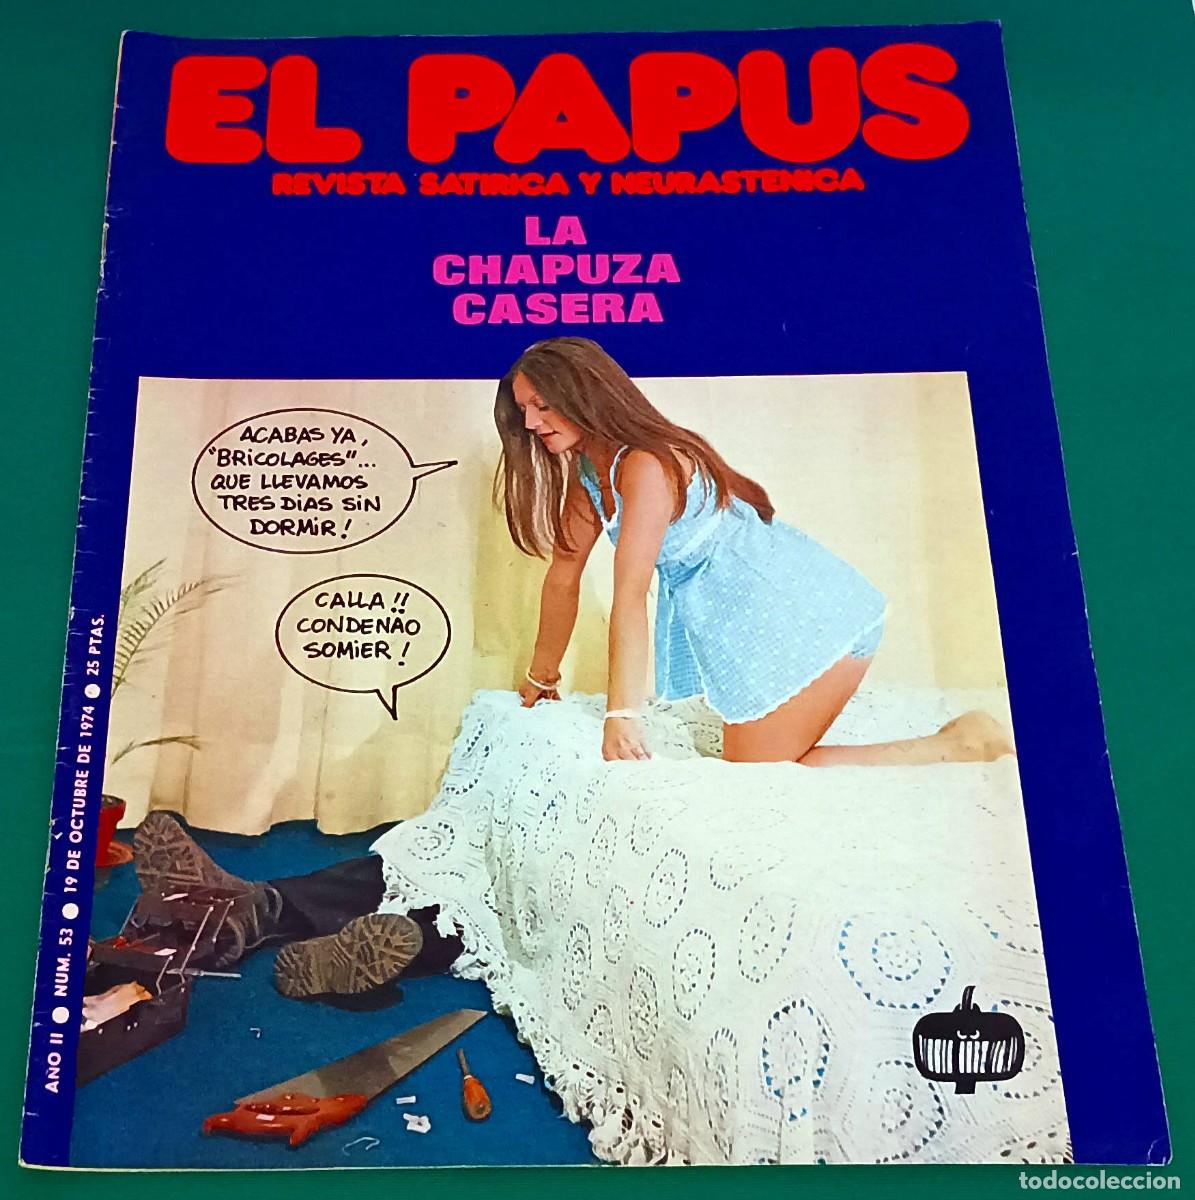 EL PAPUS
REVISTA SATIRICA Y NEURASTENICA
LA
CHAPUZA
CASERA
ACABAS YA,
"BRICOLAGES"...
QUE LLEVAMOS
TRES DIAS SIN
DORMIR!
CALLA!!
CONDENAO
SOMIER!
AÑO II ● NUM. 53 ● 19 DE OCTUBRE DE 1974 ● 25 PTAS.
todocoleccion